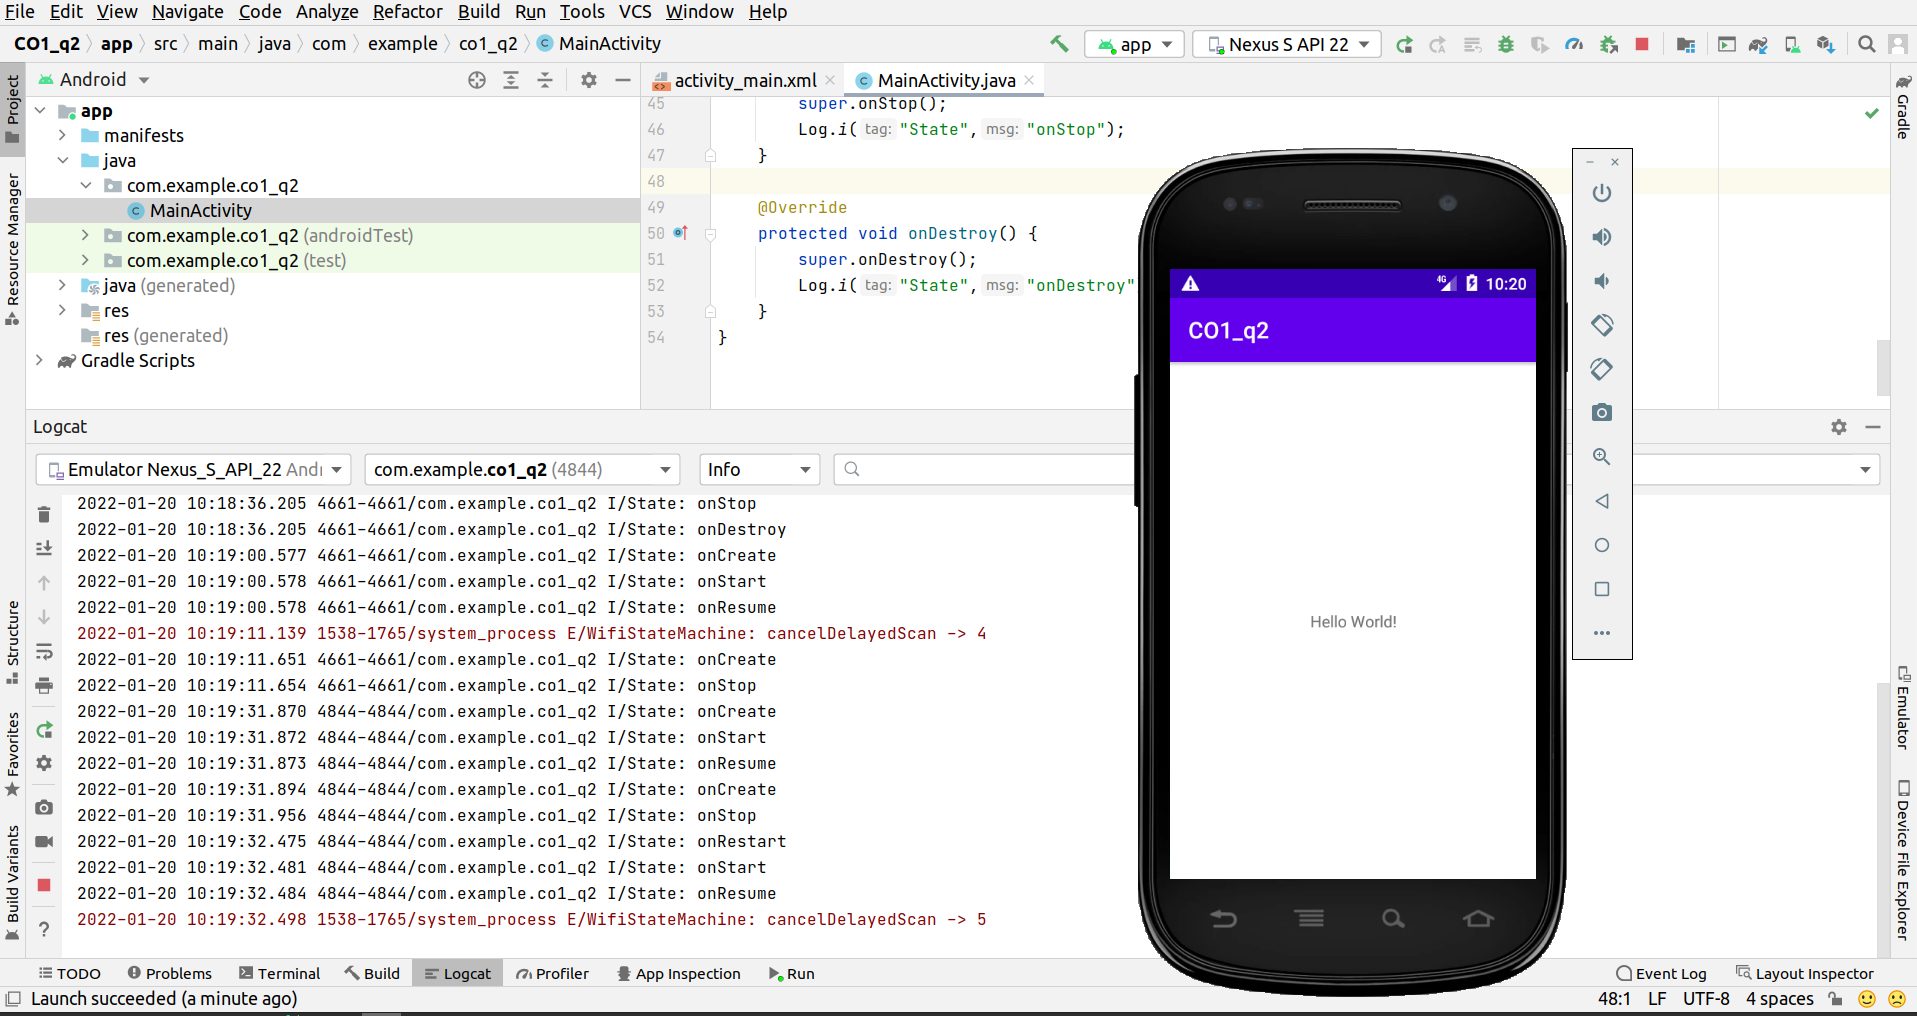 File Edit View Navigate Code Analyze Refactor Build Run Tools VCS Window Help
CO1_q2 app src main java com example co1_q2 MainActivity app Nexus S API 22
Project Android activity_main.xml MainActivity.java Gradle
app
manifests
java
com.example.co1_q2
MainActivity
com.example.co1_q2 (androidTest)
com.example.co1_q2 (test)
java (generated)
res
res (generated)
Gradle Scripts
Resource Manager
45 super.onStop();
46 Log.i( tag: "State", msg: "onStop");
47 }
48
49 @Override
50 protected void onDestroy() {
51 super.onDestroy();
52 Log.i( tag: "State", msg: "onDestroy"
53 }
54 }
4G 10:20
CO1_q2
Hello World!
Logcat
Emulator Nexus_S_API_22 Andr com.example.co1_q2 (4844) Info
2022-01-20 10:18:36.205 4661-4661/com.example.co1_q2 I/State: onStop
2022-01-20 10:18:36.205 4661-4661/com.example.co1_q2 I/State: onDestroy
2022-01-20 10:19:00.577 4661-4661/com.example.co1_q2 I/State: onCreate
2022-01-20 10:19:00.578 4661-4661/com.example.co1_q2 I/State: onStart
2022-01-20 10:19:00.578 4661-4661/com.example.co1_q2 I/State: onResume
2022-01-20 10:19:11.139 1538-1765/system_process E/WifiStateMachine: cancelDelayedScan -> 4
2022-01-20 10:19:11.651 4661-4661/com.example.co1_q2 I/State: onCreate
2022-01-20 10:19:11.654 4661-4661/com.example.co1_q2 I/State: onStop
2022-01-20 10:19:31.870 4844-4844/com.example.co1_q2 I/State: onCreate
2022-01-20 10:19:31.872 4844-4844/com.example.co1_q2 I/State: onStart
2022-01-20 10:19:31.873 4844-4844/com.example.co1_q2 I/State: onResume
2022-01-20 10:19:31.894 4844-4844/com.example.co1_q2 I/State: onCreate
2022-01-20 10:19:31.956 4844-4844/com.example.co1_q2 I/State: onStop
2022-01-20 10:19:32.475 4844-4844/com.example.co1_q2 I/State: onRestart
2022-01-20 10:19:32.481 4844-4844/com.example.co1_q2 I/State: onStart
2022-01-20 10:19:32.484 4844-4844/com.example.co1_q2 I/State: onResume
2022-01-20 10:19:32.498 1538-1765/system_process E/WifiStateMachine: cancelDelayedScan -> 5
Structure
Favorites
Build Variants
Emulator
Device File Explorer
TODO Problems Terminal Build Logcat Profiler App Inspection Run Event Log Layout Inspector
Launch succeeded (a minute ago) 48:1 LF UTF-8 4 spaces